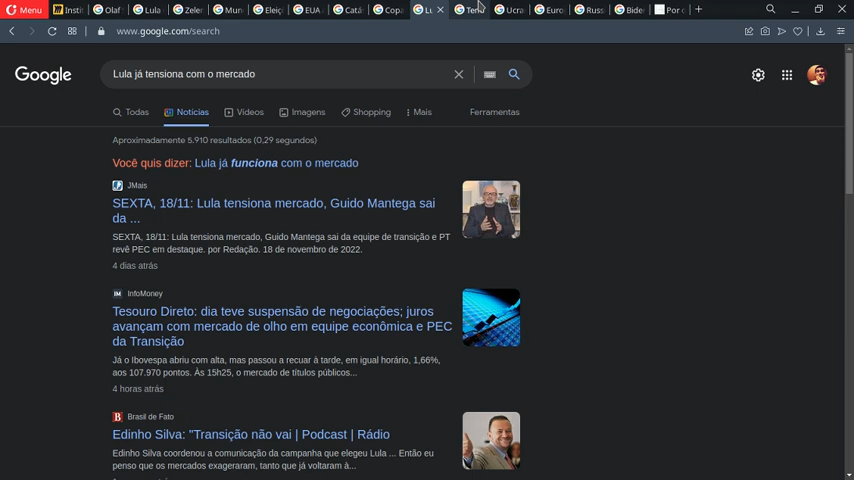 Menu
Instit
Olaf
Lula
Zelen
Mun
Eleiç
EUA
Catá
Copa
Lu
Ucra
Euro
Russ
Bide
Por
www.google.com/search
Google
Lula já tensiona com o mercado
Todas
Notícias
Vídeos
Imagens
Shopping
Mais
Ferramentas
Aproximadamente 5.910 resultados (0,29 segundos)
Você quis dizer: Lula já funciona com o mercado
JMais
SEXTA, 18/11: Lula tensiona mercado, Guido Mantega sai
da ...
SEXTA, 18/11: Lula tensiona mercado, Guido Mantega sai da equipe de transição e PT
revê PEC em destaque. por Redação. 18 de novembro de 2022.
4 dias atrás
IM InfoMoney
Tesouro Direto: dia teve suspensão de negociações; juros
avançam com mercado de olho em equipe econômica e PEC
da Transição
Já o Ibovespa abriu com alta, mas passou a recuar à tarde, em igual horário, 1,66%,
aos 107.970 pontos. Às 15h25, o mercado de títulos públicos...
4 horas atrás
B Brasil de Fato
Edinho Silva: "Transição não vai | Podcast | Rádio
Edinho Silva coordenou a comunicação da campanha que elegeu Lula ... Então eu
penso que os mercados exageraram, tanto que já voltaram à...